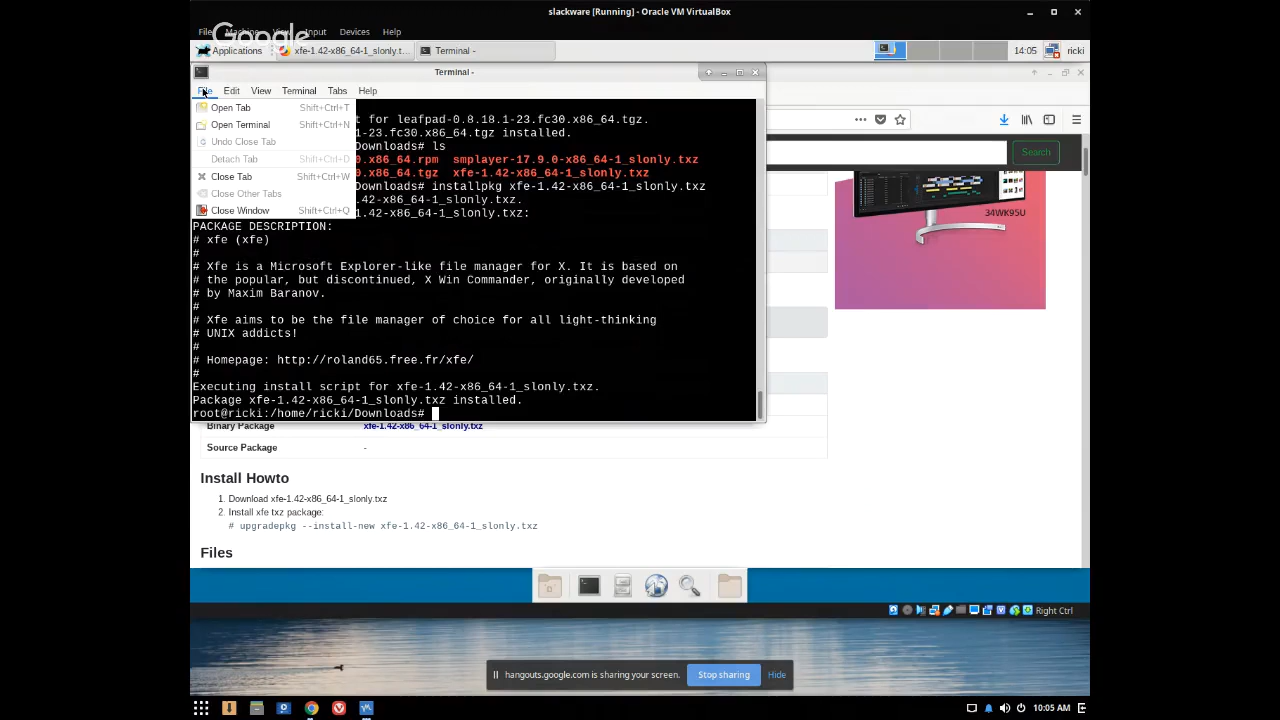 slackware [Running] - Oracle VM VirtualBox
File Machine View Input Devices Help
Google
Applications xfe-1.42-x86_64-1_slonly.t... Terminal - 14:05 ricki
Terminal -
File Edit View Terminal Tabs Help
Open Tab Shift+Ctrl+T
Open Terminal Shift+Ctrl+N
Undo Close Tab
Detach Tab Shift+Ctrl+D
Close Tab Shift+Ctrl+W
Close Other Tabs
Close Window Shift+Ctrl+Q
t for leafpad-0.8.18.1-23.fc30.x86_64.tgz.
1-23.fc30.x86_64.tgz installed.
Downloads# ls
0.x86_64.rpm smplayer-17.9.0-x86_64-1_slonly.txz
0.x86_64.tgz xfe-1.42-x86_64-1_slonly.txz
Downloads# installpkg xfe-1.42-x86_64-1_slonly.txz
1.42-x86_64-1_slonly.txz.
1.42-x86_64-1_slonly.txz:
PACKAGE DESCRIPTION:
# xfe (xfe)
#
# Xfe is a Microsoft Explorer-like file manager for X. It is based on
# the popular, but discontinued, X Win Commander, originally developed
# by Maxim Baranov.
#
# Xfe aims to be the file manager of choice for all light-thinking
# UNIX addicts!
#
# Homepage: http://roland65.free.fr/xfe/
#
Executing install script for xfe-1.42-x86_64-1_slonly.txz.
Package xfe-1.42-x86_64-1_slonly.txz installed.
root@ricki:/home/ricki/Downloads#
Search
34WK95U
Binary Package xfe-1.42-x86_64-1_slonly.txz
Source Package -
Install Howto
1. Download xfe-1.42-x86_64-1_slonly.txz
2. Install xfe txz package:
# upgradepkg --install-new xfe-1.42-x86_64-1_slonly.txz
Files
Right Ctrl
hangouts.google.com is sharing your screen. Stop sharing Hide
10:05 AM